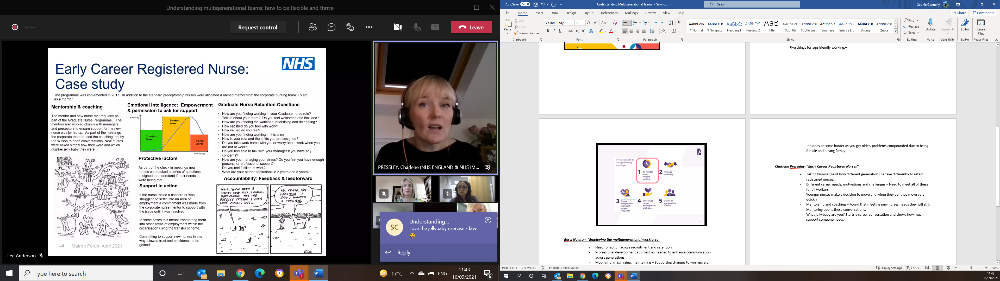 Understanding multigenerational teams: how to be flexible and thrive
--:--
Request control
Leave
NHS
Early Career Registered Nurse:
Case study
The programme was implemented in 2017. In addition to the standard preceptorship nurses were allocated a named mentor from the corporate nursing team. To act
as a mentor.
Mentorship & coaching
The mentor and new nurse met regularly as
part of the Graduate Nurse Programme. The
mentors also worked closely with managers
and preceptors to ensure support for the new
nurse was joined up. As part of the meetings
the corporate mentor used the coaching tool by
Pip Wilson to open conversations. New nurses
were asked simply how they were and which
number jelly baby they were.
BLOB
TREE
20
21
19
17
18
15
16
14
10
11
12
13
8
9
2
5
44 | Matron Forum April 2021
Emotional Intelligence: Empowerment
& permission to ask for support
learning
Stretch
Zone
Comfort
Zone
Panic
Zone
challenge
Protective factors
As part of the check in meetings new
nurses were asked a series of questions
designed to understand if their needs
were being met.
Support in action
If the nurse raised a concern or was
struggling to settle into an area of
employment a commitment was made from
the corporate nurse mentor to support with
the issue until it was resolved.
In some cases this meant transferring them
into other areas of employment within the
organisation using the transfer scheme.
Committing to support new nurses in this
way allowed trust and confidence to be
gained.
Graduate Nurse Retention Questions
• How are you finding working in your Graduate nurse role?
• Tell us about your team? Do you feel welcomed and included?
• How are you finding the workload, prioritising and delegating?
• How satisfied do you feel with work?
• How valued do you feel?
• How are you finding working in this area
• How is your rota and the shifts you are assigned?
• Do you take work home with you or worry about work when you
are not at work?
• Do you feel able to talk with your manager if you have any
concerns?
• How are you managing your stress? Do you feel you have enough
personal or professional support?
• Do you feel fulfilled at work?
• What are your career aspirations in 2 years and 5 years?
Accountability: Feedback & feedforward
WELL, YOU'VE BEEN A
PRETTY GOOD HOSS, I GUESS.
HARDWORKIN'. NOT THE
FASTEST CRITTER I EVER
COME ACROST, BUT...
NO, STUPID, NOT
FEEDBACK. I
SAID I WANTED
A FEEDBAG.
Lee Anderson
PRESSLEY, Charlene (NHS ENGLAND & NHS IM...
SC
Understanding...
Love the jellybaby exercise - fave
Reply
Type here to search
1
17°C
ENG
11:43
16/09/2021
6
AutoSave On
Understanding Multigenerational Teams - Saving...
Search
Sophie Connolly
File Home Insert Draw Design Layout References Mailings Review View Help
Share
Comments
Paste
Cut
Copy
Format Painter
Clipboard
Calibri (Body)
11
Font
Paragraph
AaBbCcDc
¶ Normal
AaBbCcDc
¶ No Spac...
AaBbC(
Heading 1
AaBbCcC
Heading 2
AaB
Title
AaBbCcD
Subtitle
AaBbCcDc
Subtle Em...
AaBbCcDc
Emphasis
AaBbCcDc
Intense E...
AaBbCcDc
Strong
AaBbCcDc
Quote
Styles
Find
Replace
Select
Editing
Dictate
Voice
Sensitivity
Sensitivity
Editor
Editor
Reuse
Files
Reuse Files
- Five things for age friendly working:--
Five actions to be
an age-friendly
employer
1 Be flexible
about
flexible
working
2 Hire age
positively
3 Ensure
everyone has
the health
support
they need
4 Encourage
career
development
at all ages
5 Create an
age-positive
culture
Becci Newton, “Employing the multigenerational workforce”
- Need for action across recruitment and retention.
- Professional development approaches needed to enhance communication
across generations
- Mobilising, maximizing, maintaining – Supporting changes to workers e.g.
- Job does become harder as you get older, problems compounded due to being
female and having family
Charlene Presseley, “Early Career Registered Nurses”
- Taking knowledge of how different generations behave differently to retain
registered nurses.
- Different career needs, motivations and challenges – Need to meet all of these
for all workers
- Younger nurses make a decision to move and when they do, they move very
quickly
- Mentorship and coaching – Found that meeting new nurses needs they will still.
Mentoring opens these conversations.
- What jelly baby are you? Starts a career conversation and shows how much
support someone needs
Page 4 of 4
273 words
English (United States)
Display Settings
Focus
100%
11:43
16/09/2021